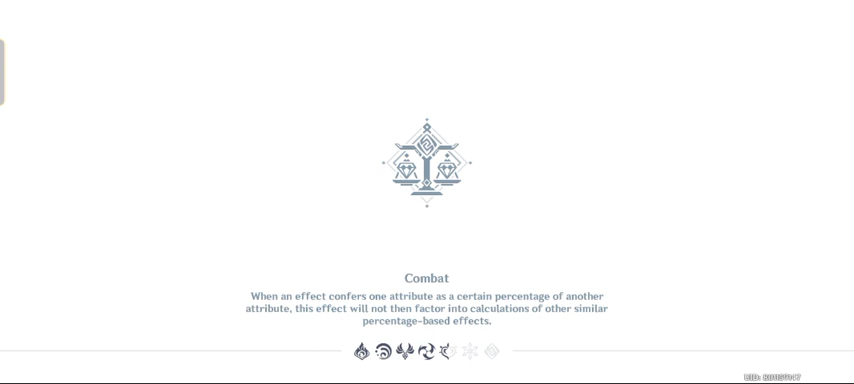 Combat
When an effect confers one attribute as a certain percentage of another
attribute, this effect will not then factor into calculations of other similar
percentage-based effects.